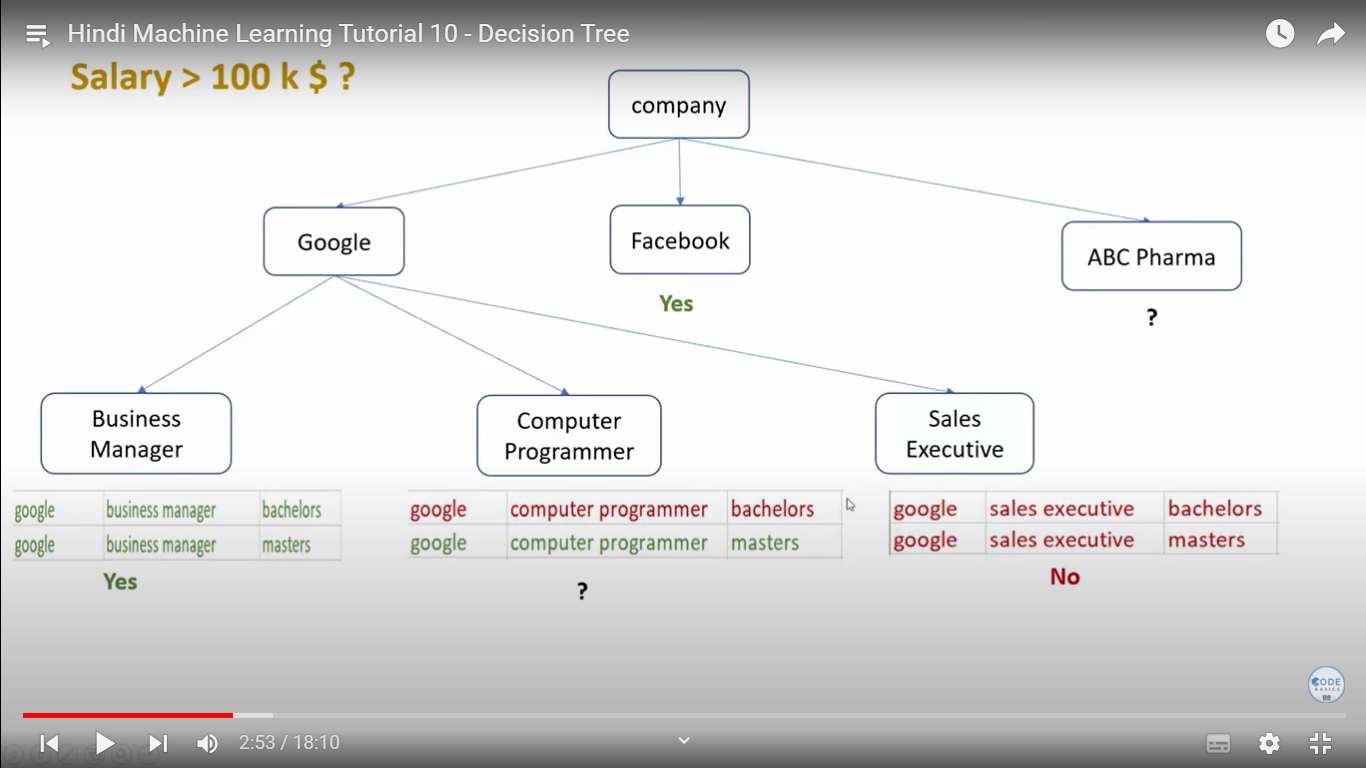 Hindi Machine Learning Tutorial 10 - Decision Tree
Salary > 100 k $ ?
company
Google
Facebook
ABC Pharma
Yes
?
Business
Manager
Computer
Programmer
Sales
Executive
google business manager bachelors
google business manager masters
Yes
google computer programmer bachelors
google computer programmer masters
?
google sales executive bachelors
google sales executive masters
No
CODE
BASICS
2:53 / 18:10